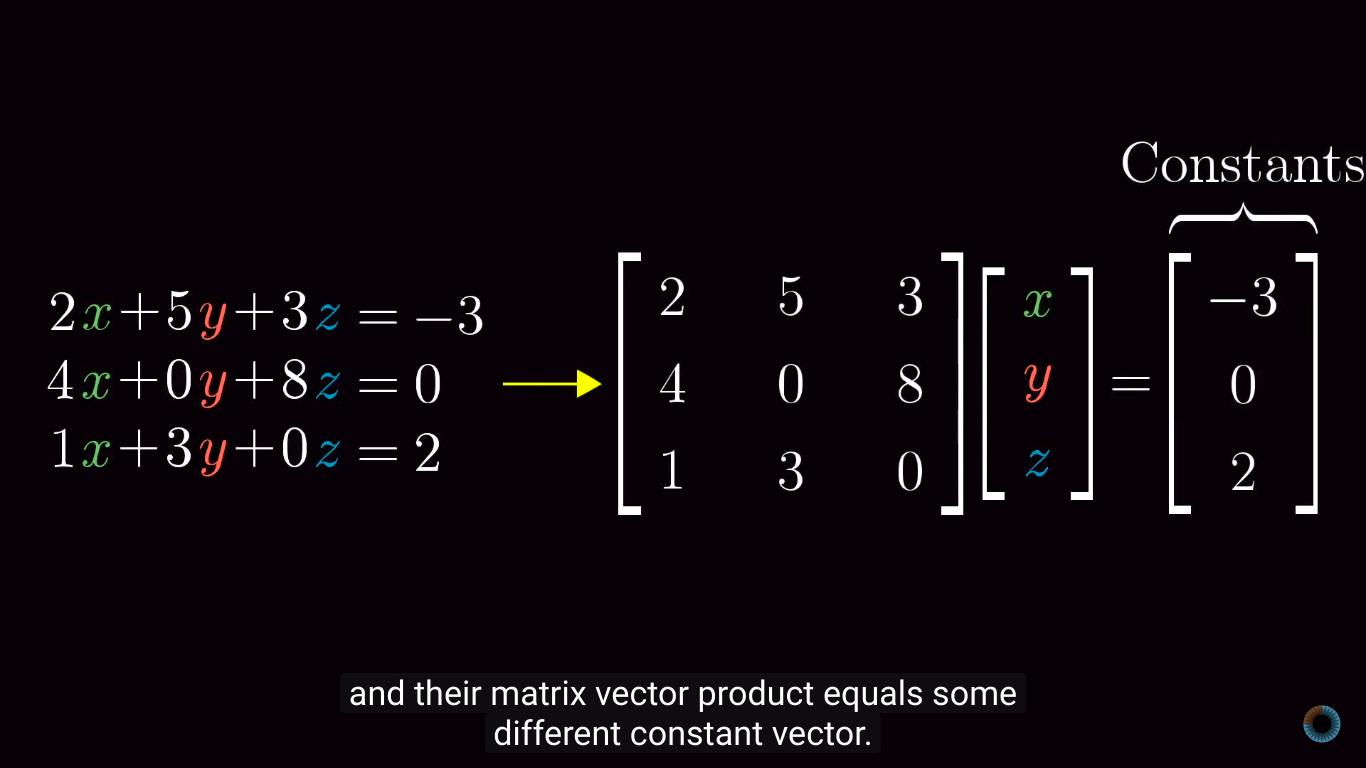 Constants
2x+5y+3z = −3
4x+0y+8z = 0
1x+3y+0z = 2
2 5 3
4 0 8
1 3 0
x
y
z
=
−3
0
2
and their matrix vector product equals some
different constant vector.